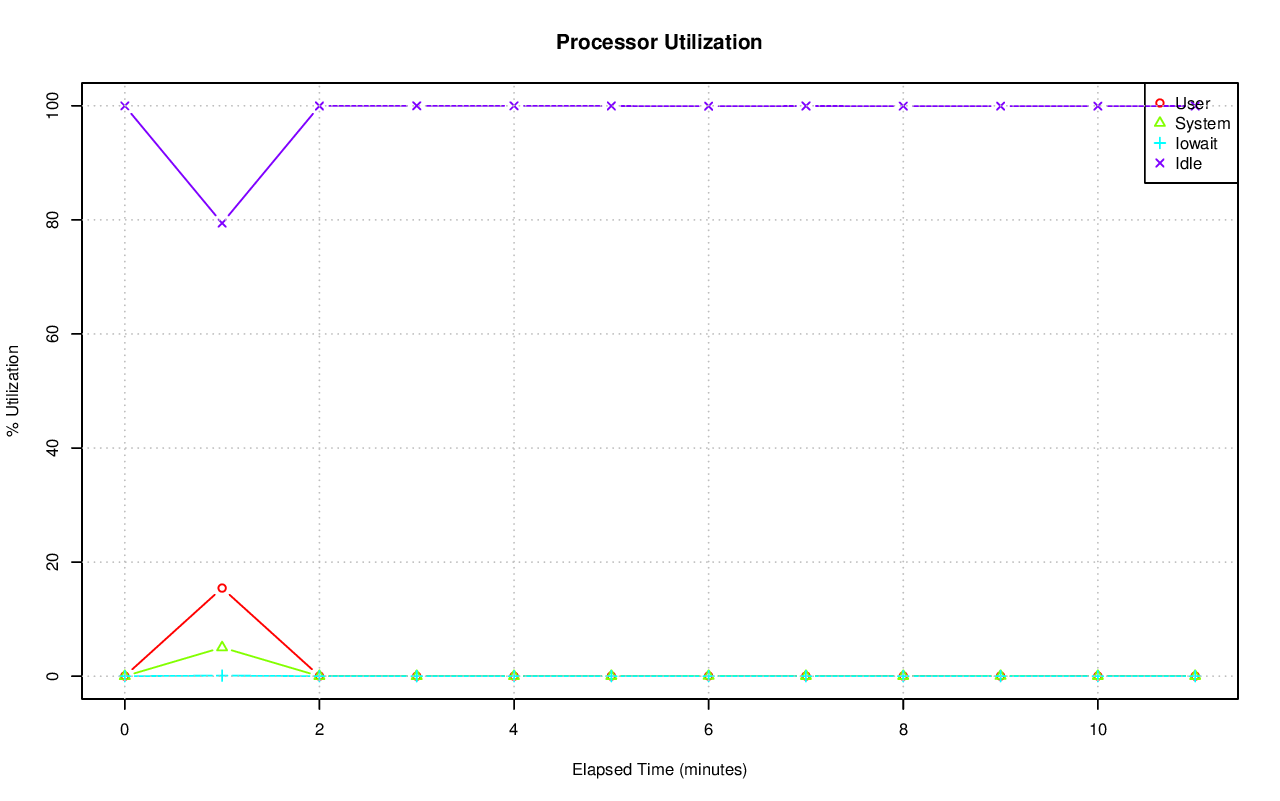 Processor Utilization
% Utilization
100
80
60
40
20
0
User
System
Iowait
Idle
0 2 4 6 8 10
Elapsed Time (minutes)